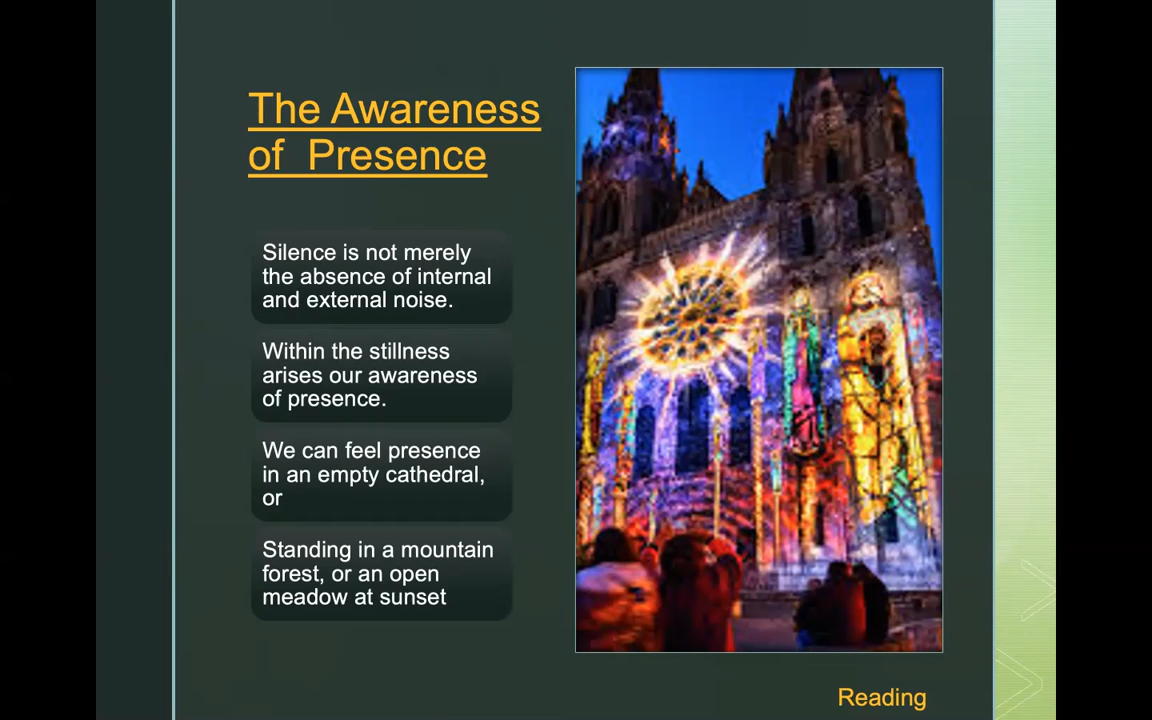 The Awareness
of  Presence
Silence is not merely
the absence of internal
and external noise.
Within the stillness
arises our awareness
of presence.
We can feel presence
in an empty cathedral,
or
Standing in a mountain
forest, or an open
meadow at sunset
Reading